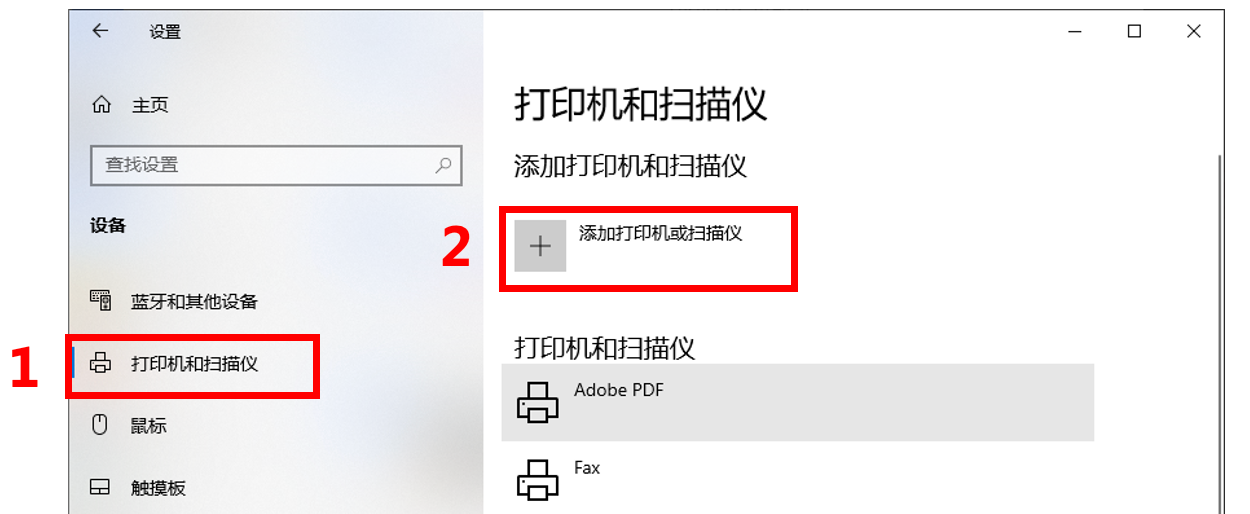 设置
主页
查找设置
设备
蓝牙和其他设备
1
打印机和扫描仪
鼠标
触摸板
打印机和扫描仪
添加打印机和扫描仪
2
添加打印机或扫描仪
打印机和扫描仪
Adobe PDF
Fax